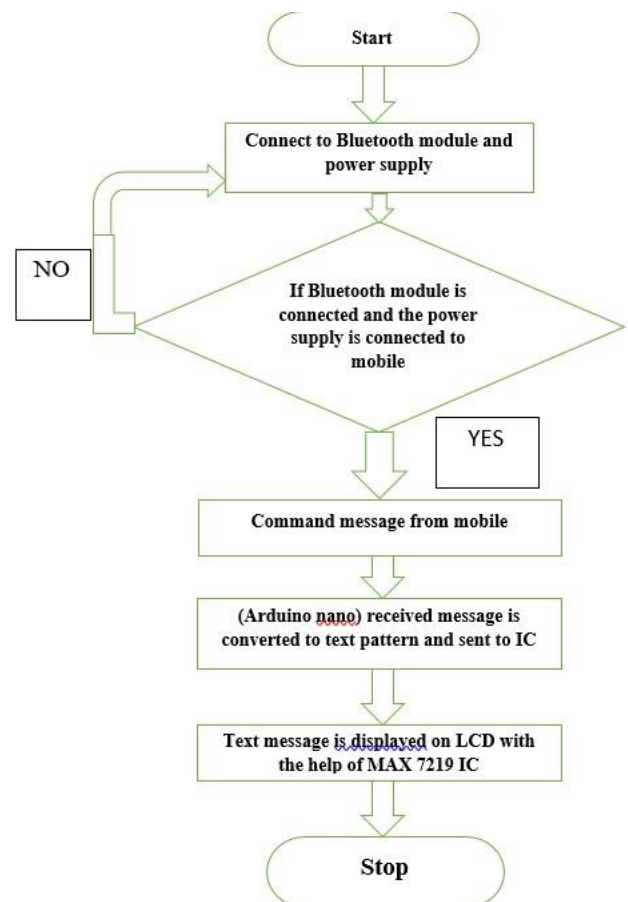 Start
Connect to Bluetooth module and
power supply
NO
If Bluetooth module is
connected and the power
supply is connected to
mobile
YES
Command message from mobile
(Arduino nano) received message is
converted to text pattern and sent to IC
Text message is displayed on LCD with
the help of MAX 7219 IC
Stop